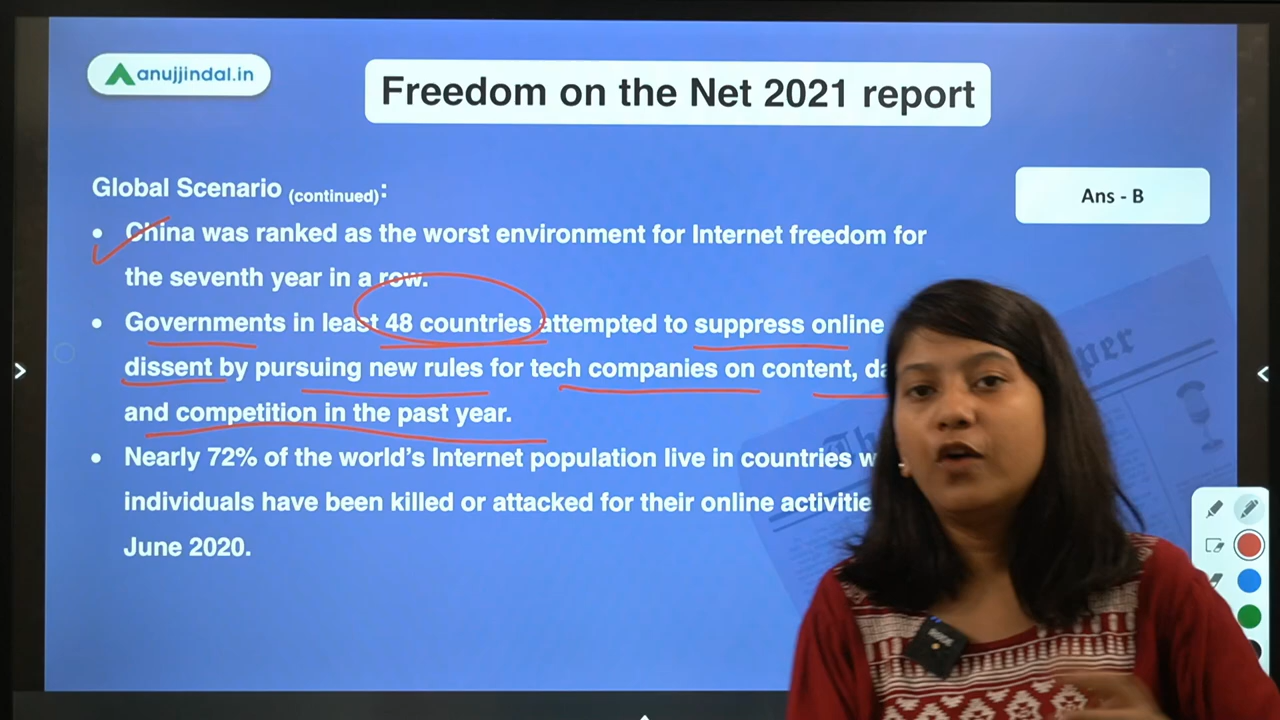 anujjindal.in
Freedom on the Net 2021 report
Global Scenario (continued):
Ans - B
• China was ranked as the worst environment for Internet freedom for
the seventh year in a row.
• Governments in least 48 countries attempted to suppress online
dissent by pursuing new rules for tech companies on content,
and competition in the past year.
• Nearly 72% of the world's Internet population live in countries
individuals have been killed or attacked for their online
June 2020.